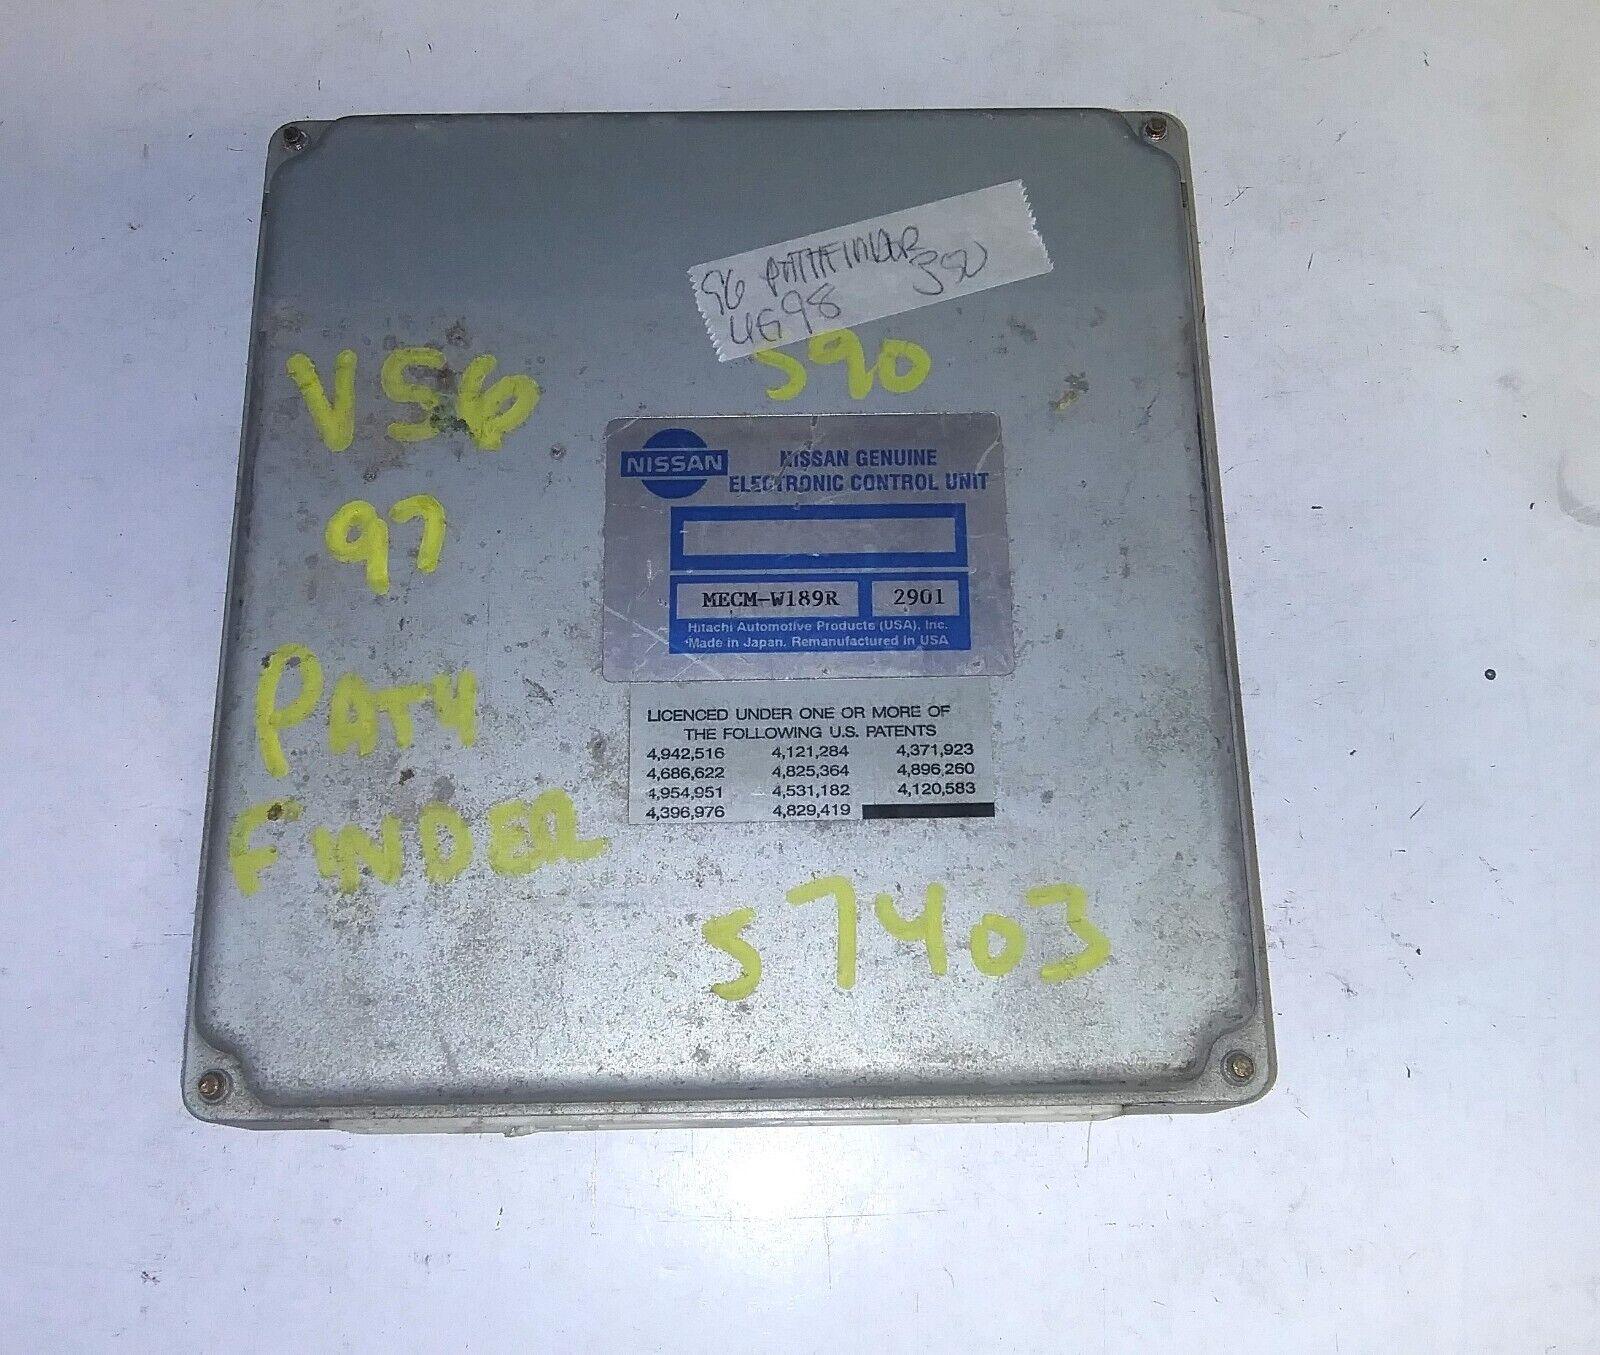 96 PATHFINDER
350
4G98
V56
S90
97
PATH
FINDER
57403
NISSAN
NISSAN GENUINE
ELECTRONIC CONTROL UNIT
MECM-W189R 2901
Hitachi Automotive Products (USA), Inc.
Made in Japan. Remanufactured in USA
LICENCED UNDER ONE OR MORE OF
THE FOLLOWING U.S. PATENTS
4,942,516 4,121,284 4,371,923
4,686,622 4,825,364 4,896,260
4,954,951 4,531,182 4,120,583
4,396,976 4,829,419